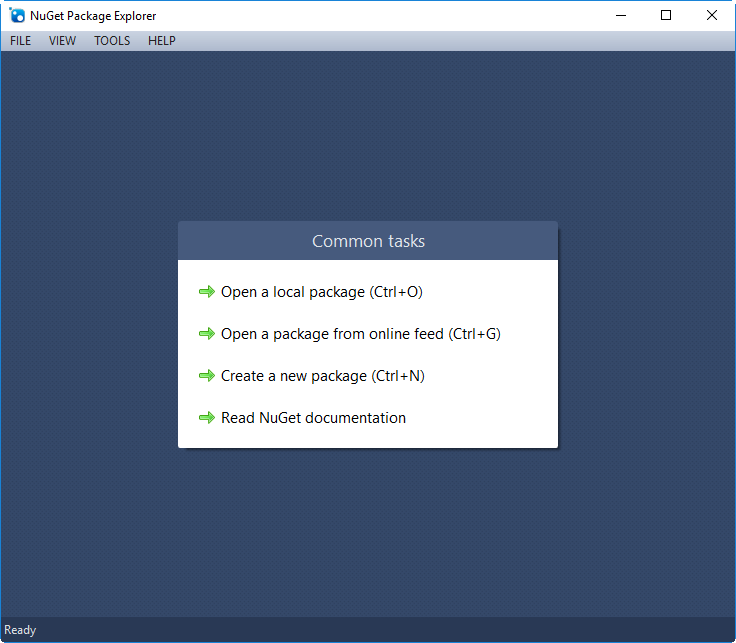 NuGet Package Explorer
FILE VIEW TOOLS HELP
Common tasks
Open a local package (Ctrl+O)
Open a package from online feed (Ctrl+G)
Create a new package (Ctrl+N)
Read NuGet documentation
Ready